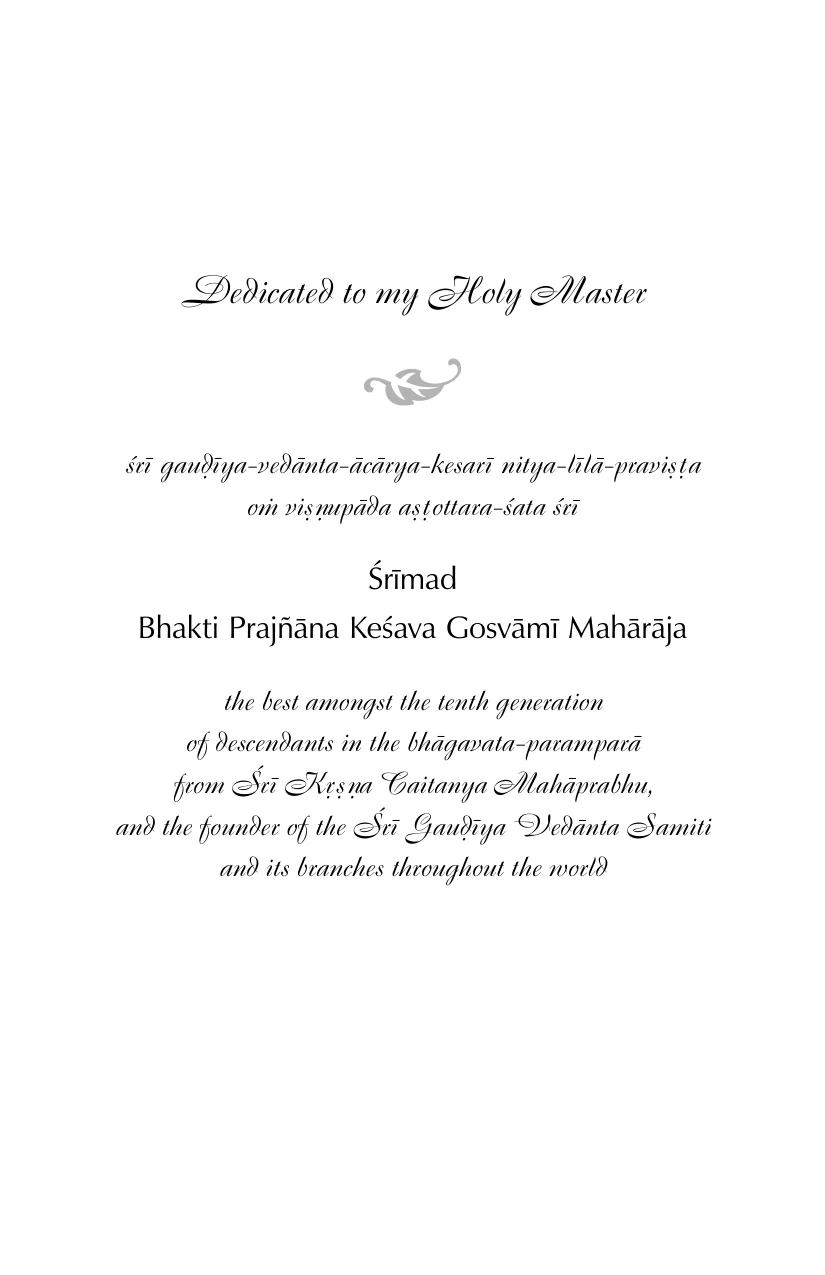 Dedicated to my Holy Master
śrī gauḍīya-vedānta-ācārya-kesarī nitya-līlā-praviṣṭa
oṁ viṣṇupāda aṣṭottara-śata śrī
Śrīmad
Bhakti Prajñāna Keśava Gosvāmī Mahārāja
the best amongst the tenth generation
of descendants in the bhāgavata-paramparā
from Śrī Kṛṣṇa Caitanya Mahāprabhu,
and the founder of the Śrī Gauḍīya Vedānta Samiti
and its branches throughout the world